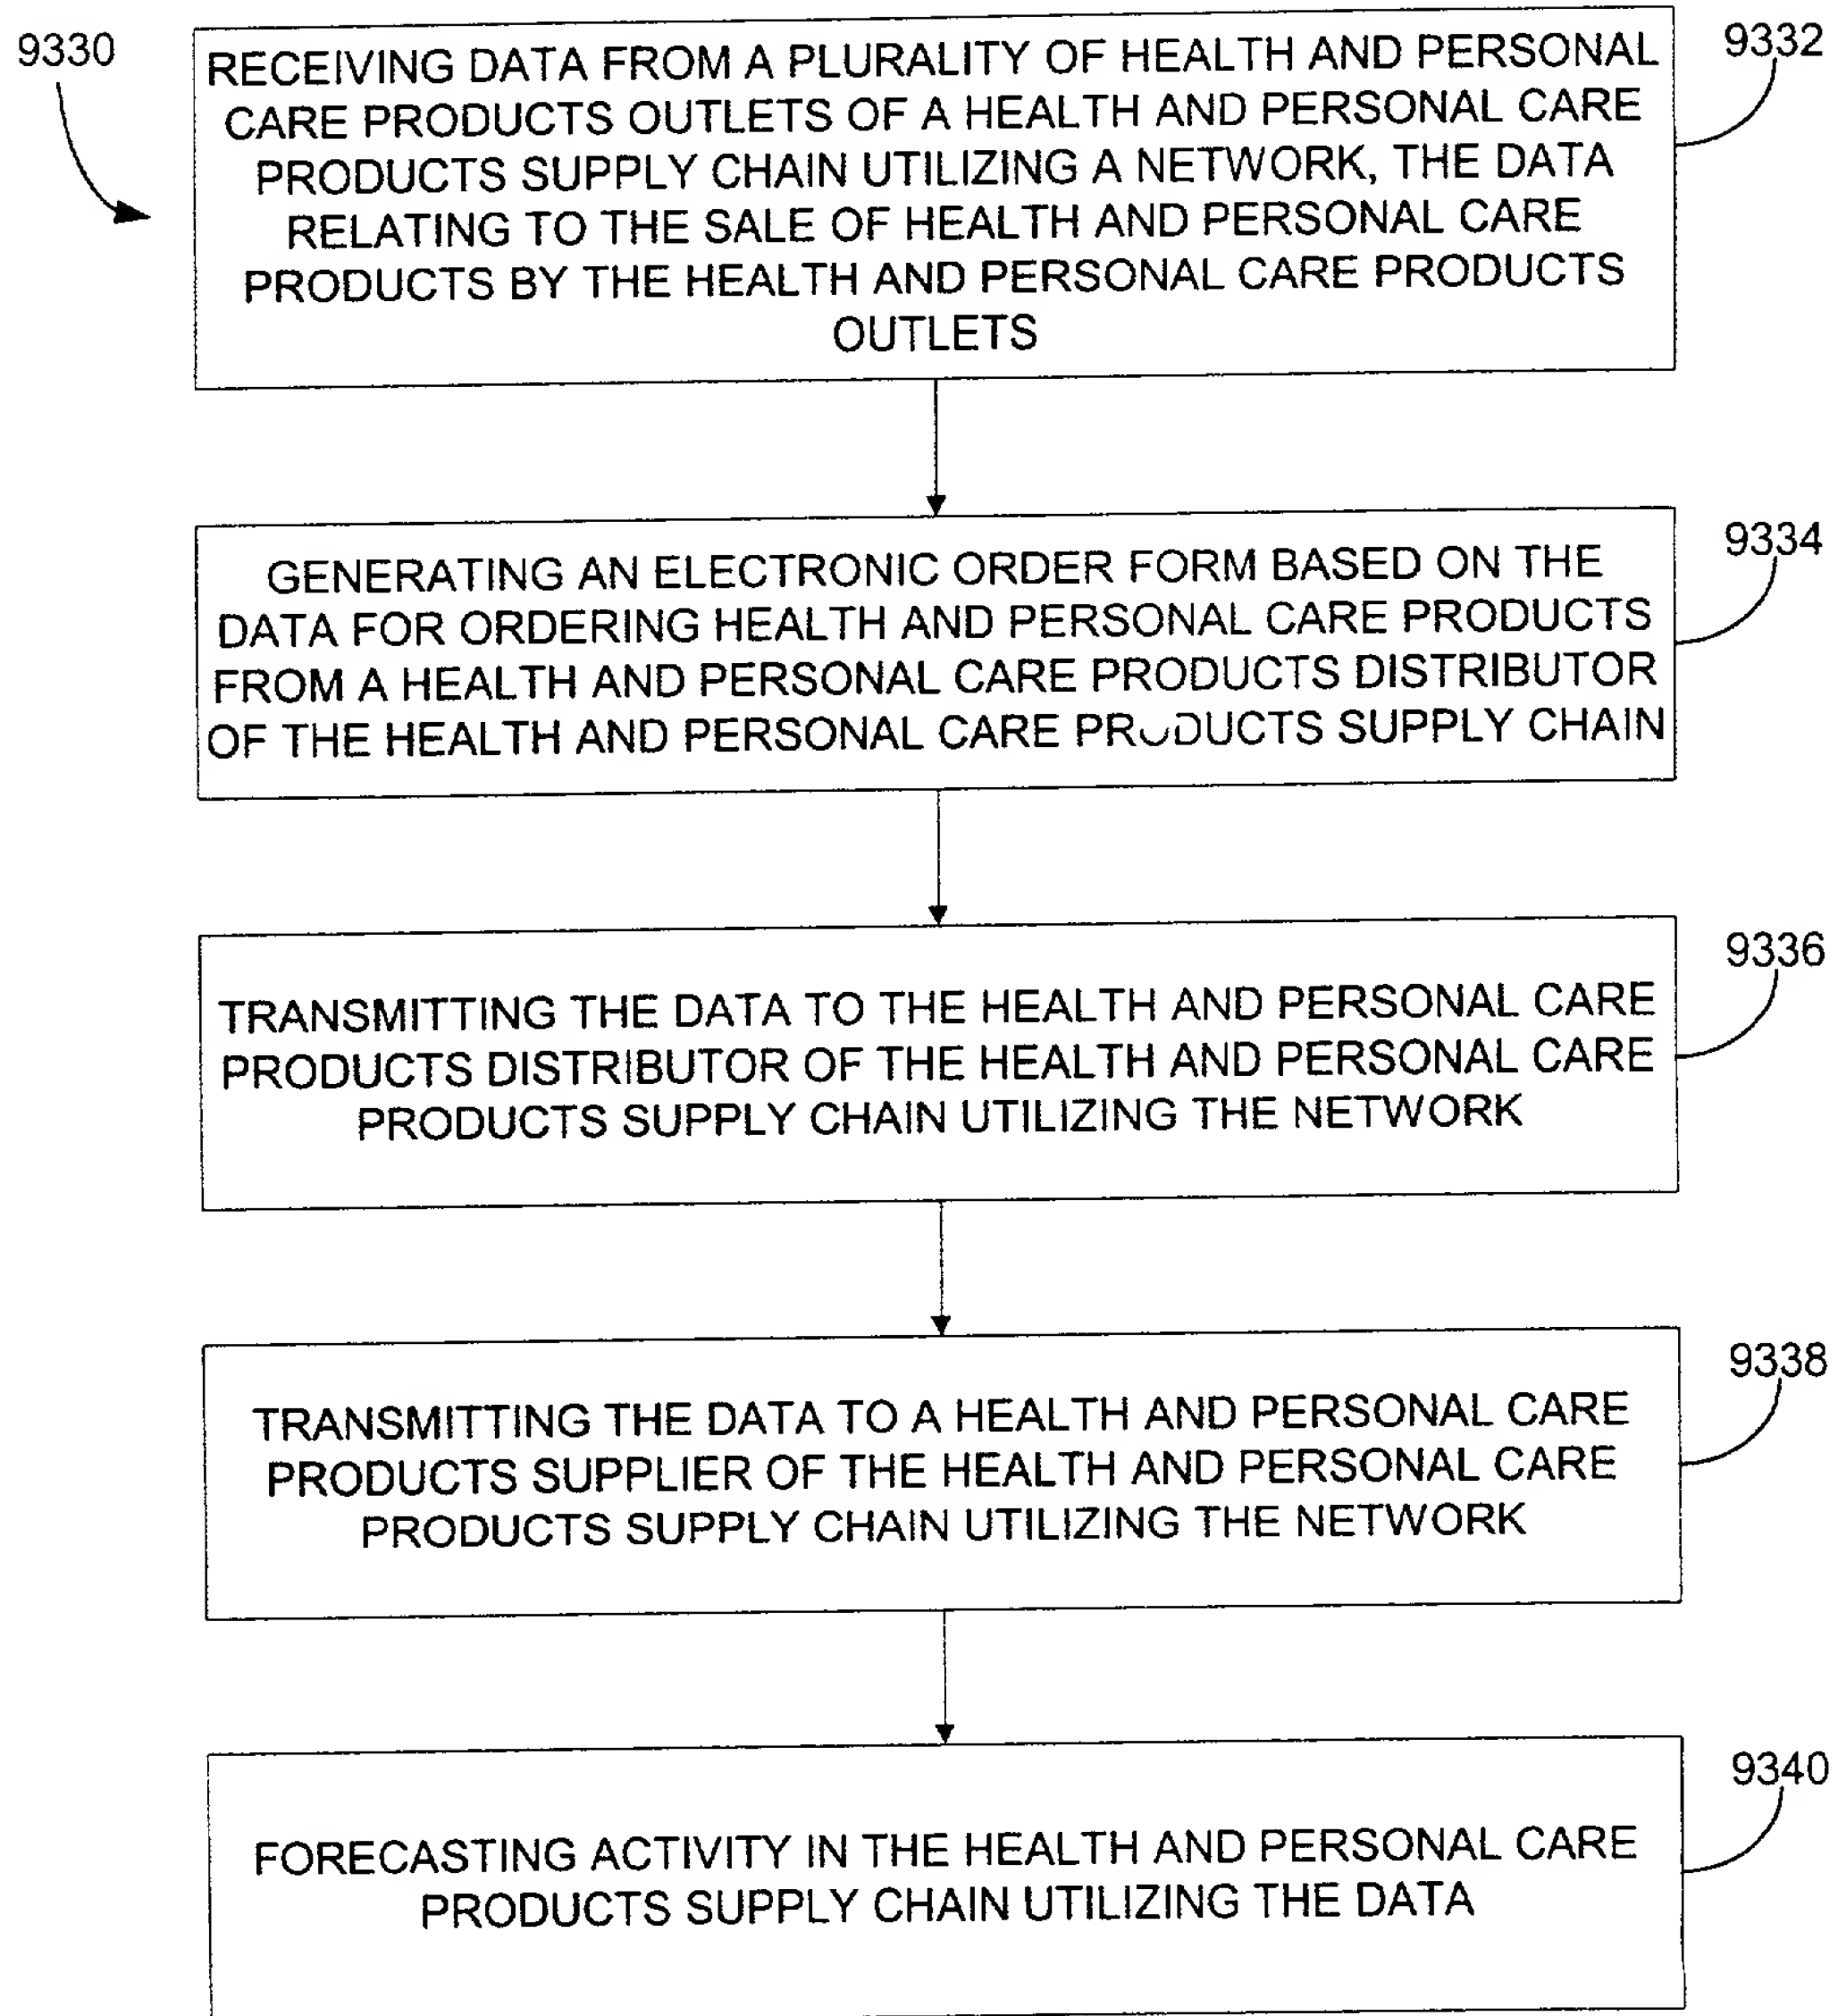 9330
RECEIVING DATA FROM A PLURALITY OF HEALTH AND PERSONAL
CARE PRODUCTS OUTLETS OF A HEALTH AND PERSONAL CARE
PRODUCTS SUPPLY CHAIN UTILIZING A NETWORK, THE DATA
RELATING TO THE SALE OF HEALTH AND PERSONAL CARE
PRODUCTS BY THE HEALTH AND PERSONAL CARE PRODUCTS
OUTLETS
9332
GENERATING AN ELECTRONIC ORDER FORM BASED ON THE
DATA FOR ORDERING HEALTH AND PERSONAL CARE PRODUCTS
FROM A HEALTH AND PERSONAL CARE PRODUCTS DISTRIBUTOR
OF THE HEALTH AND PERSONAL CARE PRODUCTS SUPPLY CHAIN
9334
TRANSMITTING THE DATA TO THE HEALTH AND PERSONAL CARE
PRODUCTS DISTRIBUTOR OF THE HEALTH AND PERSONAL CARE
PRODUCTS SUPPLY CHAIN UTILIZING THE NETWORK
9336
TRANSMITTING THE DATA TO A HEALTH AND PERSONAL CARE
PRODUCTS SUPPLIER OF THE HEALTH AND PERSONAL CARE
PRODUCTS SUPPLY CHAIN UTILIZING THE NETWORK
9338
FORECASTING ACTIVITY IN THE HEALTH AND PERSONAL CARE
PRODUCTS SUPPLY CHAIN UTILIZING THE DATA
9340